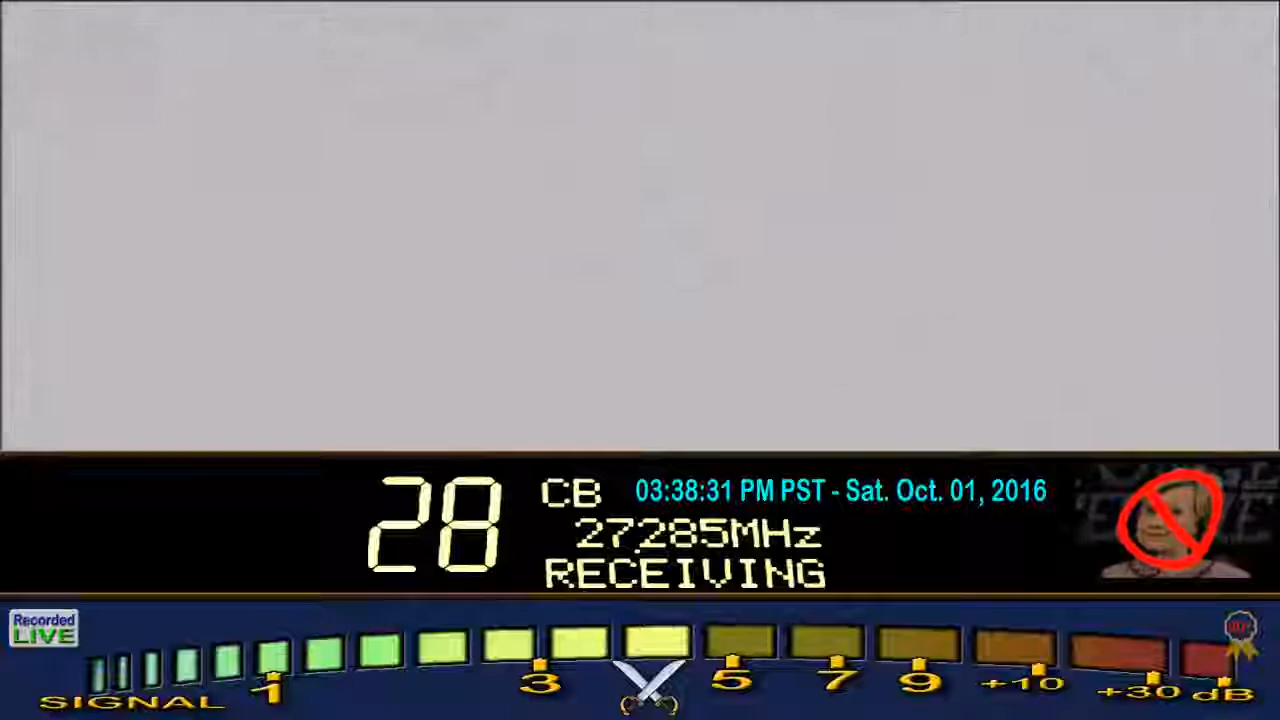 28
CB
03:38:31 PM PST - Sat. Oct. 01, 2016
27.285MHz
RECEIVING
Recorded
LIVE
SIGNAL 1 3 5 7 9 +10 +30 dB